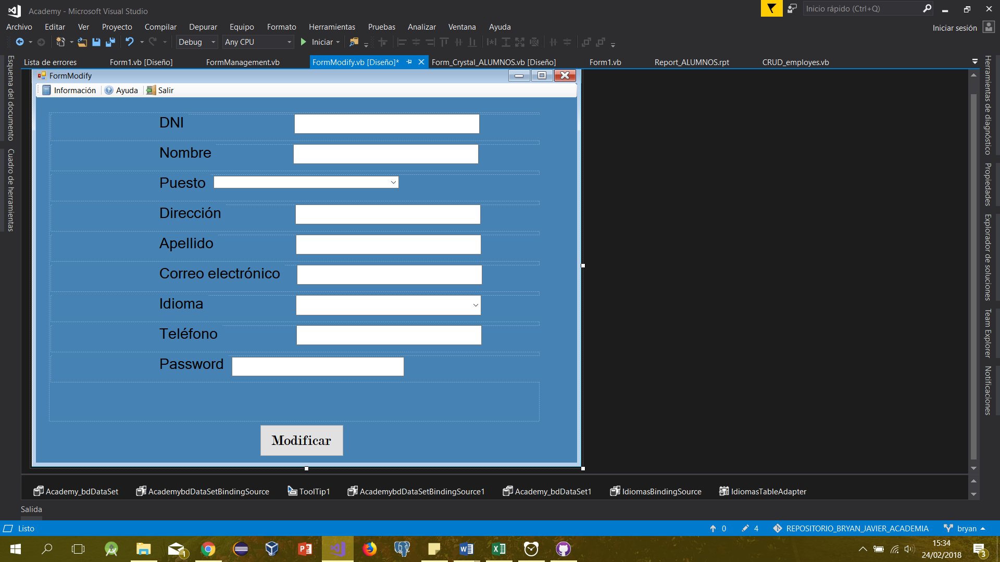 Academy - Microsoft Visual Studio
Inicio rápido (Ctrl+Q)
Archivo Editar Ver Proyecto Compilar Depurar Equipo Formato Herramientas Pruebas Analizar Ventana Ayuda
Iniciar sesión
Debug Any CPU Iniciar
Lista de errores Form1.vb [Diseño] FormManagement.vb FormModify.vb [Diseño]* Form_Crystal_ALUMNOS.vb [Diseño] Form1.vb Report_ALUMNOS.rpt CRUD_employes.vb
Esquema del documento
Cuadro de herramientas
FormModify
Información Ayuda Salir
DNI
Nombre
Puesto
Dirección
Apellido
Correo electrónico
Idioma
Teléfono
Password
Modificar
Herramientas de diagnóstico
Propiedades
Explorador de soluciones
Team Explorer
Notificaciones
Academy_bdDataSet AcademybdDataSetBindingSource ToolTip1 AcademybdDataSetBindingSource1 Academy_bdDataSet1 IdiomasBindingSource IdiomasTableAdapter
Salida
Listo
0 4 REPOSITORIO_BRYAN_JAVIER_ACADEMIA bryan
1
15:34
24/02/2018
3